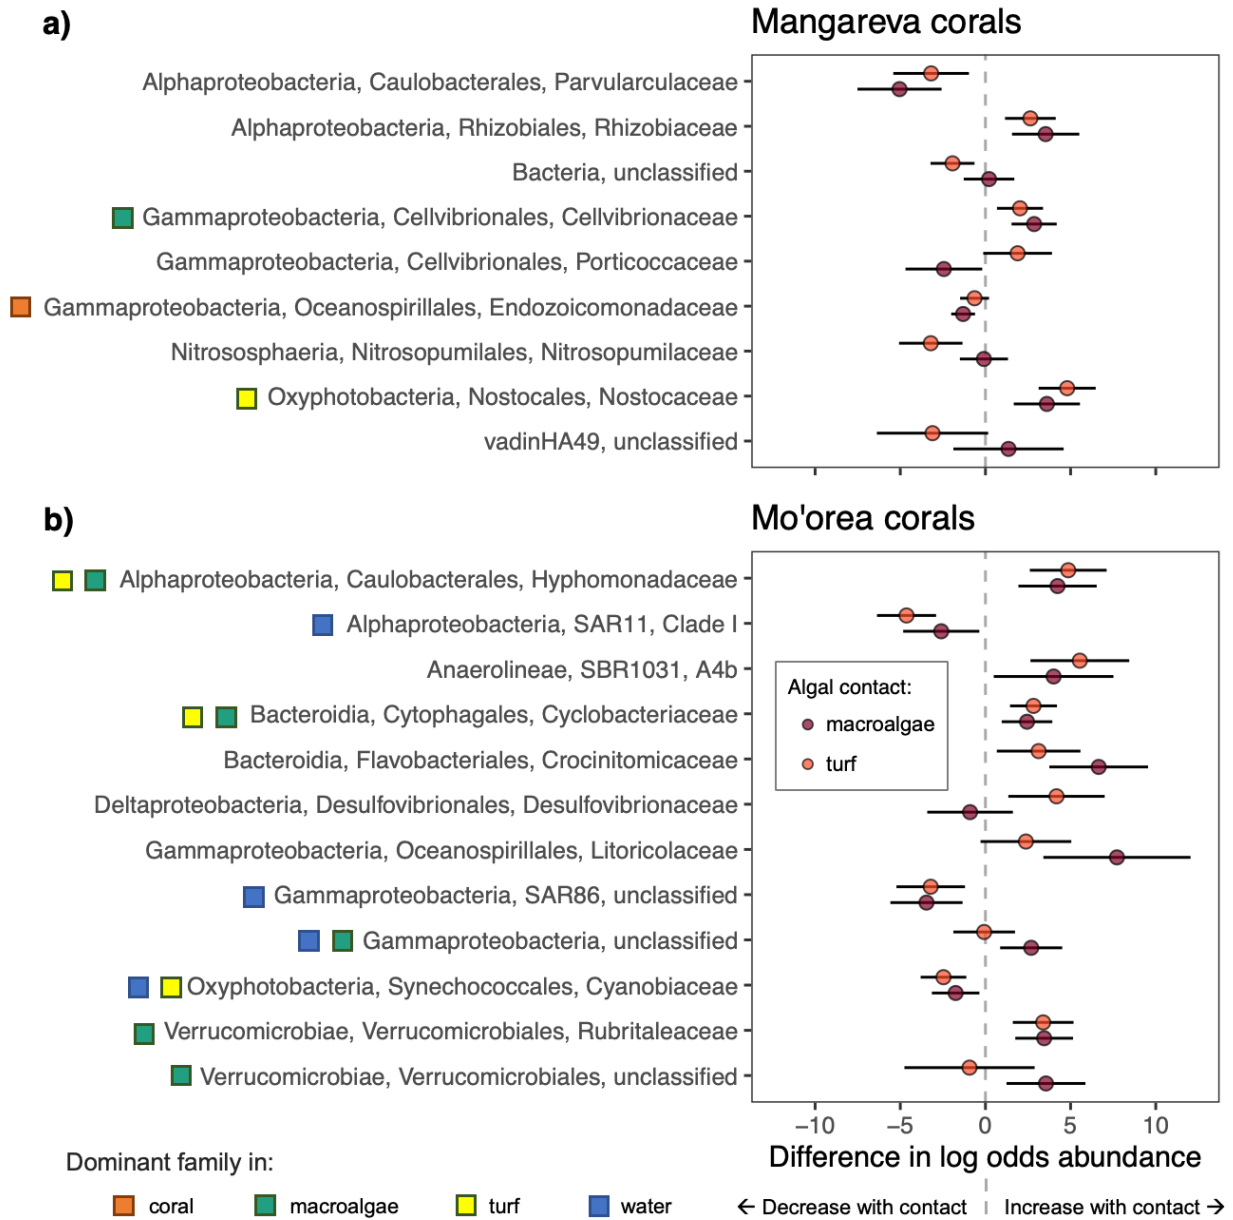 a)
Mangareva corals
Alphaproteobacteria, Caulobacterales, Parvularculaceae
Alphaproteobacteria, Rhizobiales, Rhizobiaceae
Bacteria, unclassified
Gammaproteobacteria, Cellvibrionales, Cellvibrionaceae
Gammaproteobacteria, Cellvibrionales, Porticoccaceae
Gammaproteobacteria, Oceanospirillales, Endozoicomonadaceae
Nitrososphaeria, Nitrosopumilales, Nitrosopumilaceae
Oxyphotobacteria, Nostocales, Nostocaceae
vadinHA49, unclassified
b)
Mo'orea corals
Alphaproteobacteria, Caulobacterales, Hyphomonadaceae
Alphaproteobacteria, SAR11, Clade I
Anaerolineae, SBR1031, A4b
Bacteroidia, Cytophagales, Cyclobacteriaceae
Bacteroidia, Flavobacteriales, Crocinitomicaceae
Deltaproteobacteria, Desulfovibrionales, Desulfovibrionaceae
Gammaproteobacteria, Oceanospirillales, Litoricolaceae
Gammaproteobacteria, SAR86, unclassified
Gammaproteobacteria, unclassified
Oxyphotobacteria, Synechococcales, Cyanobiaceae
Verrucomicrobiae, Verrucomicrobiales, Rubritaleaceae
Verrucomicrobiae, Verrucomicrobiales, unclassified
Algal contact:
macroalgae
turf
−10 −5 0 5 10
Difference in log odds abundance
← Decrease with contact Increase with contact →
Dominant family in:
coral macroalgae turf water